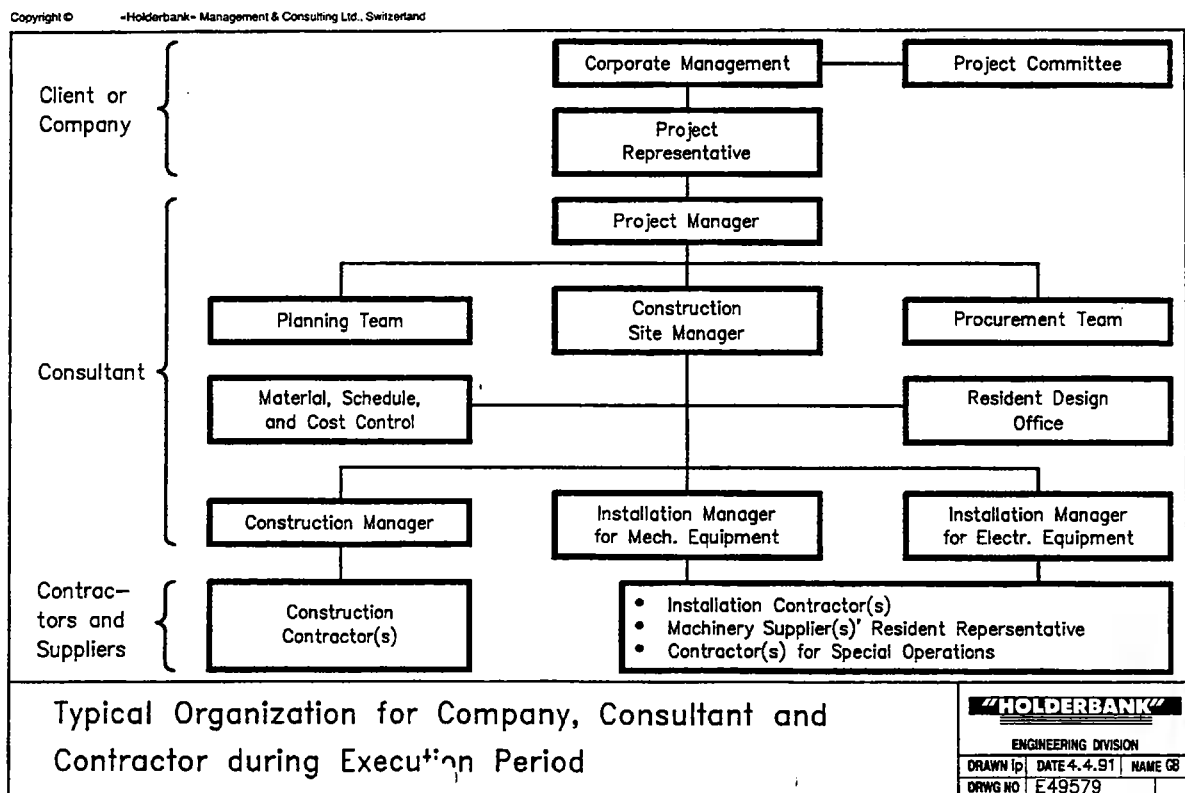 Copyright © «Holderbank» Management & Consulting Ltd., Switzerland
Client or
Company
Corporate Management
Project Committee
Project
Representative
Consultant
Project Manager
Planning Team
Construction
Site Manager
Procurement Team
Material, Schedule,
and Cost Control
Resident Design
Office
Construction Manager
Installation Manager
for Mech. Equipment
Installation Manager
for Electr. Equipment
Contrac-
tors and
Suppliers
Construction
Contractor(s)
• Installation Contractor(s)
• Machinery Supplier(s)' Resident Repersentative
• Contractor(s) for Special Operations
Typical Organization for Company, Consultant and
Contractor during Execution Period
"HOLDERBANK"
ENGINEERING DIVISION
DRAWN lp DATE 4.4.91 NAME GB
DRWG NO E49579